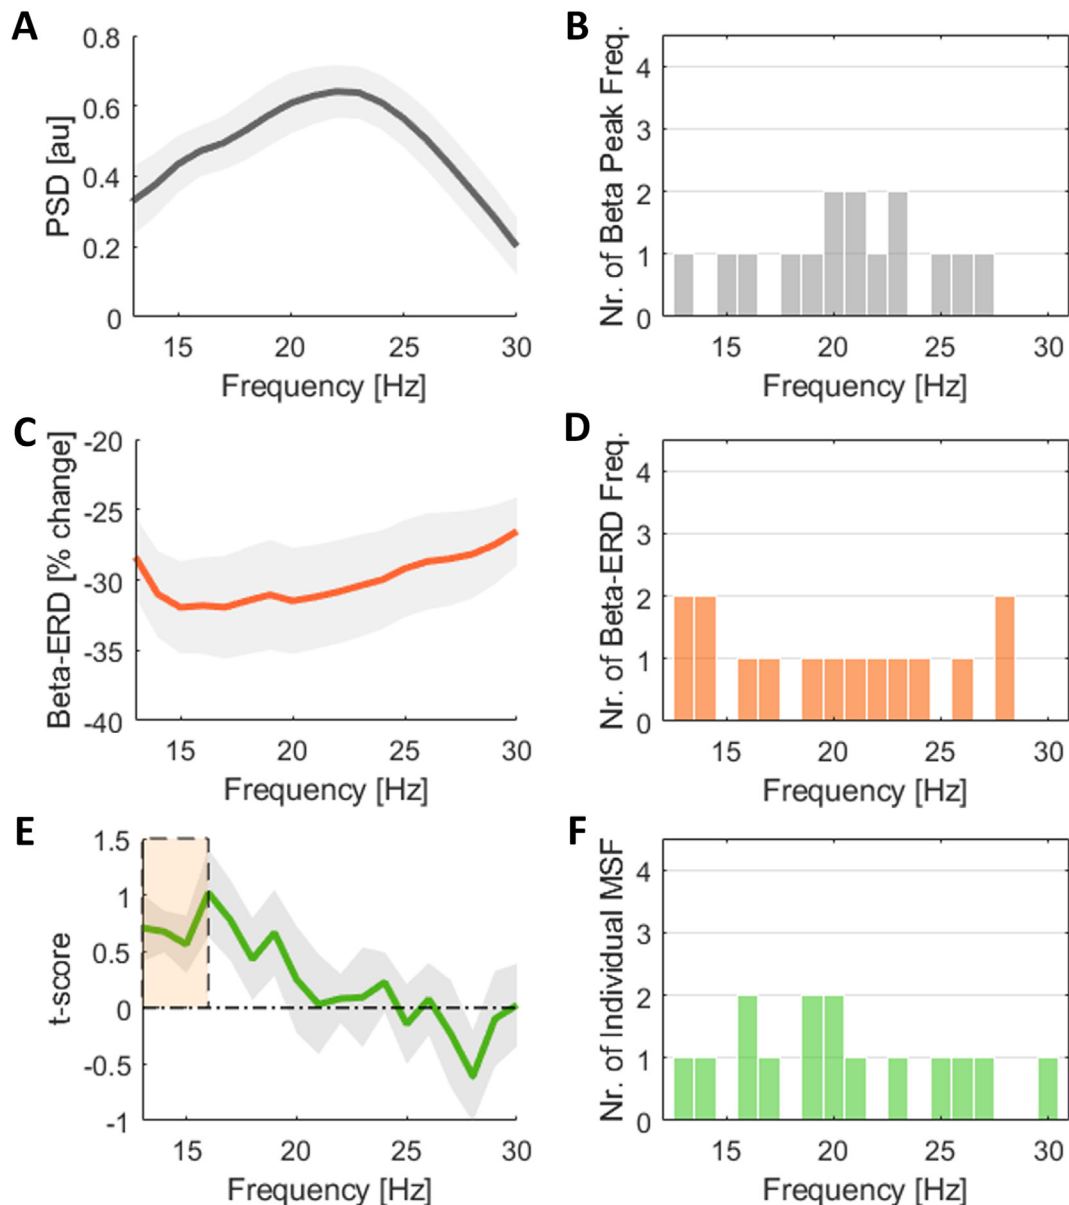 A
PSD [au]
0.8
0.6
0.4
0.2
0
15 20 25 30
Frequency [Hz]
B
Nr. of Beta Peak Freq.
4
3
2
1
0
15 20 25 30
Frequency [Hz]
C
Beta-ERD [% change]
-20
-25
-30
-35
-40
15 20 25 30
Frequency [Hz]
D
Nr. of Beta-ERD Freq.
4
3
2
1
0
15 20 25 30
Frequency [Hz]
E
t-score
1.5
1
0.5
0
-0.5
-1
15 20 25 30
Frequency [Hz]
F
Nr. of Individual MSF
4
3
2
1
0
15 20 25 30
Frequency [Hz]